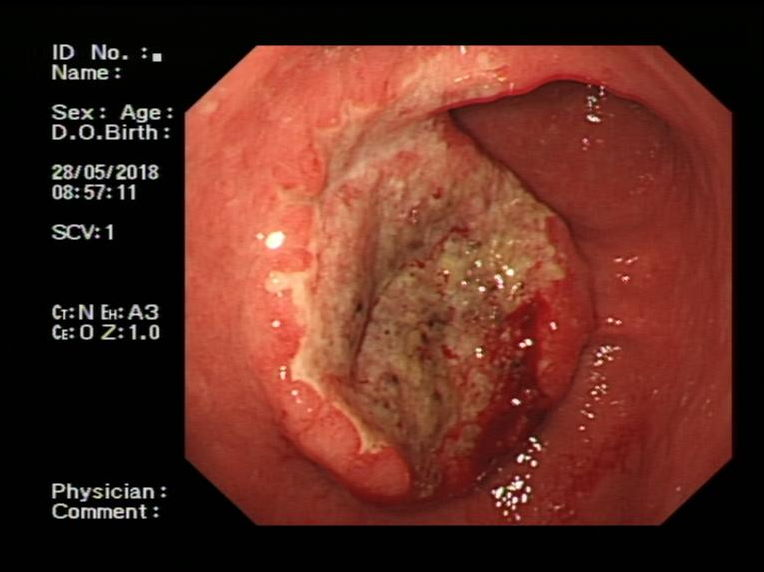 ID No. :
Name :
Sex : Age :
D.O.Birth :
28/05/2018
08:57:11
SCV:1
CT:N EH:A3
CE:0 Z:1.0
Physician :
Comment :